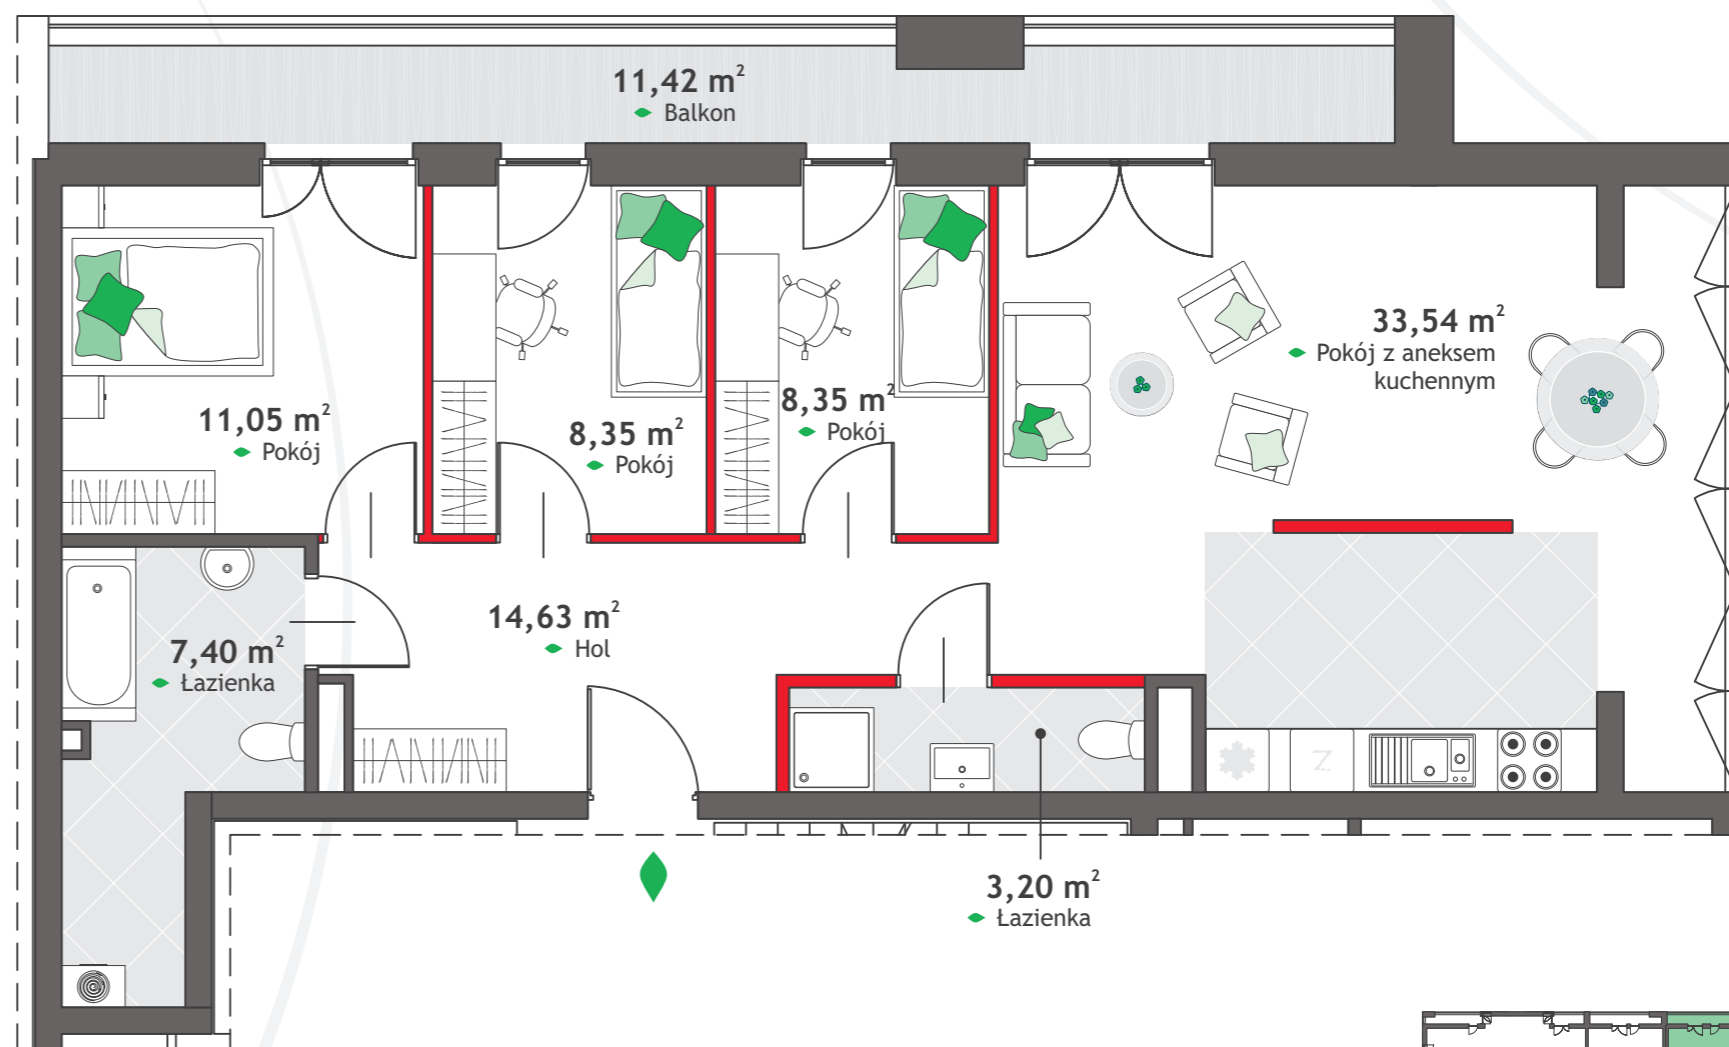 11,42 m²
Balkon
33,54 m²
Pokój z aneksem
kuchennym
11,05 m²
Pokój
8,35 m²
Pokój
8,35 m²
Pokój
14,63 m²
Hol
7,40 m²
Łazienka
Z
3,20 m²
Łazienka